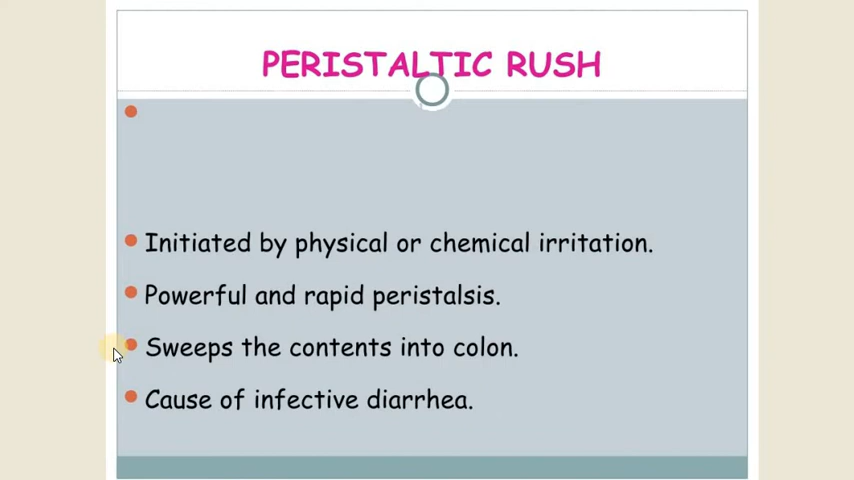 PERISTALTIC RUSH
Initiated by physical or chemical irritation.
Powerful and rapid peristalsis.
Sweeps the contents into colon.
Cause of infective diarrhea.